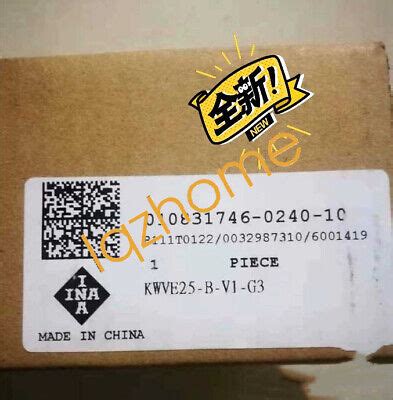 全新!
NEW
lqzhome
010831746-0240-10
P111T0122/0032987310/6001419
1 PIECE
INA
INA
KWVE25-B-V1-G3
MADE IN CHINA